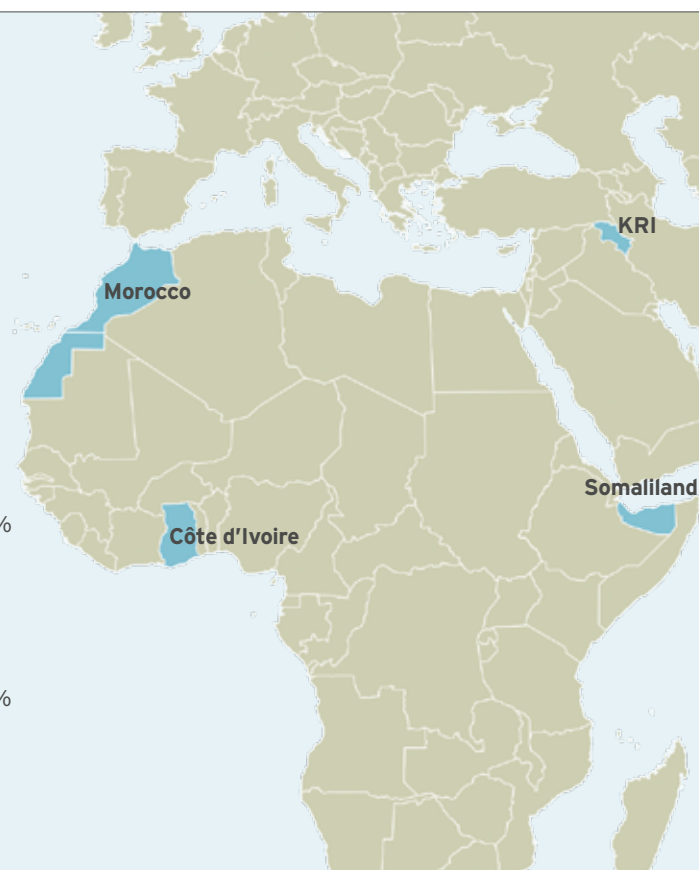 KRI
Morocco
Somaliland
%
Côte d'Ivoire
%